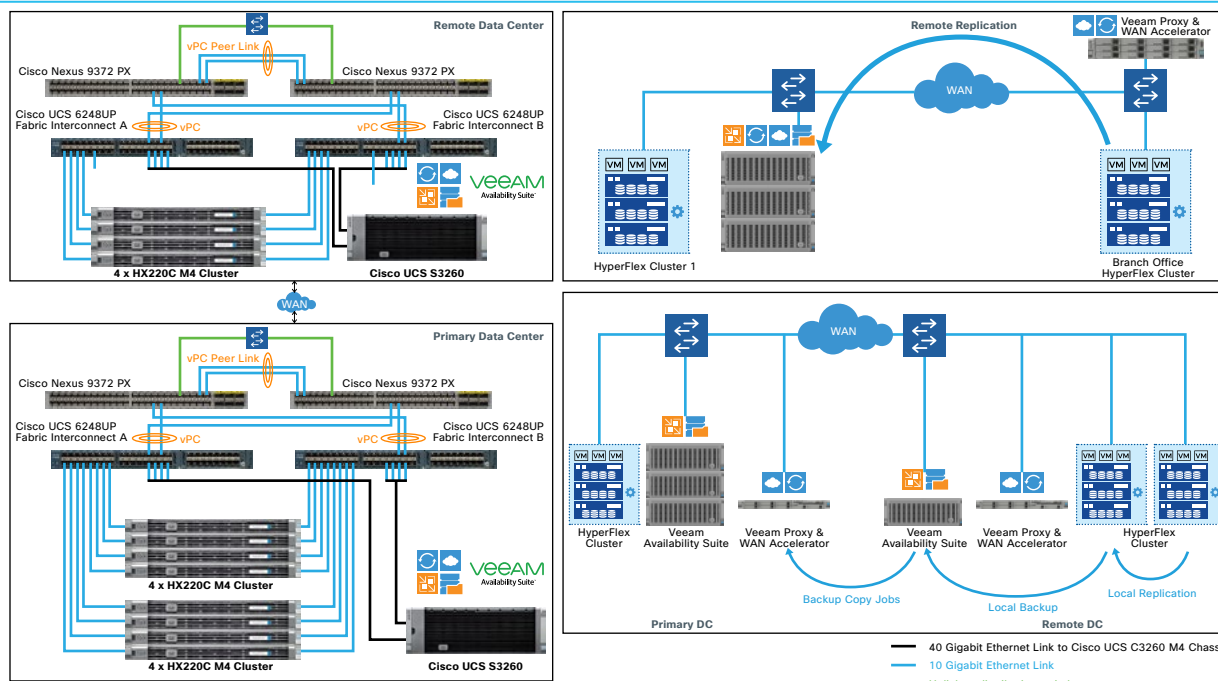 Remote Data Center
vPC Peer Link
Cisco Nexus 9372 PX
Cisco Nexus 9372 PX
Cisco UCS 6248UP
Fabric Interconnect A
vPC
vPC
Cisco UCS 6248UP
Fabric Interconnect B
VEEAM
Availability Suite
4 x HX220C M4 Cluster
Cisco UCS S3260
WAN
Primary Data Center
vPC Peer Link
Cisco Nexus 9372 PX
Cisco Nexus 9372 PX
Cisco UCS 6248UP
Fabric Interconnect A
vPC
vPC
Cisco UCS 6248UP
Fabric Interconnect B
VEEAM
Availability Suite
4 x HX220C M4 Cluster
4 x HX220C M4 Cluster
Cisco UCS S3260
Remote Replication
Veeam Proxy &
WAN Accelerator
WAN
VM VM VM
VM VM VM
HyperFlex Cluster 1
Branch Office
HyperFlex Cluster
WAN
VM VM VM
VM VM VM
VM VM VM
HyperFlex
Cluster
Veeam
Availability Suite
Veeam Proxy &
WAN Accelerator
Veeam
Availability Suite
Veeam Proxy &
WAN Accelerator
HyperFlex
Cluster
Backup Copy Jobs
Local Backup
Local Replication
Primary DC
Remote DC
40 Gigabit Ethernet Link to Cisco UCS C3260 M4 Chass
10 Gigabit Ethernet Link